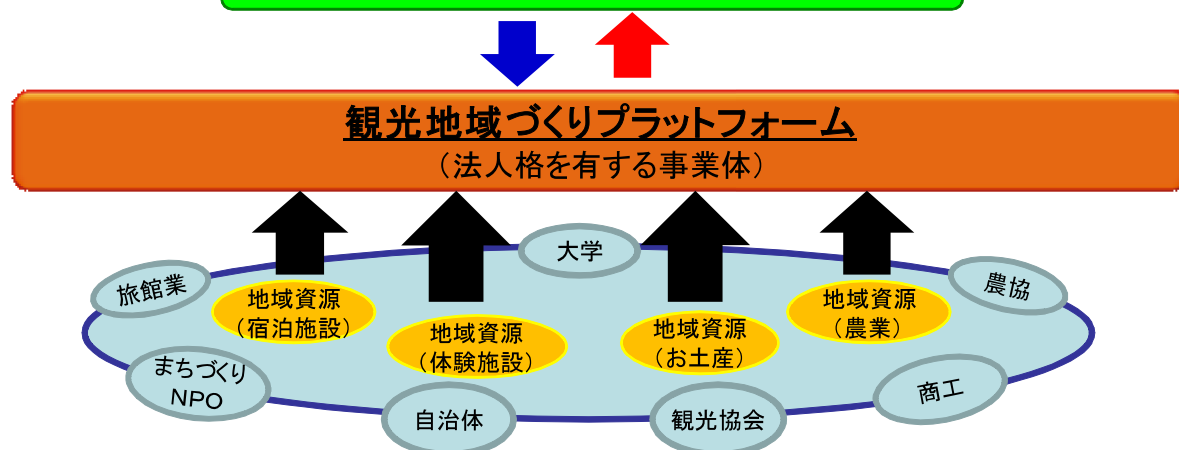 観光地域づくりプラットフォーム
（法人格を有する事業体）
大学
旅館業
農協
地域資源
（宿泊施設）
地域資源
（体験施設）
地域資源
（お土産）
地域資源
（農業）
まちづくり
NPO
自治体
観光協会
商工